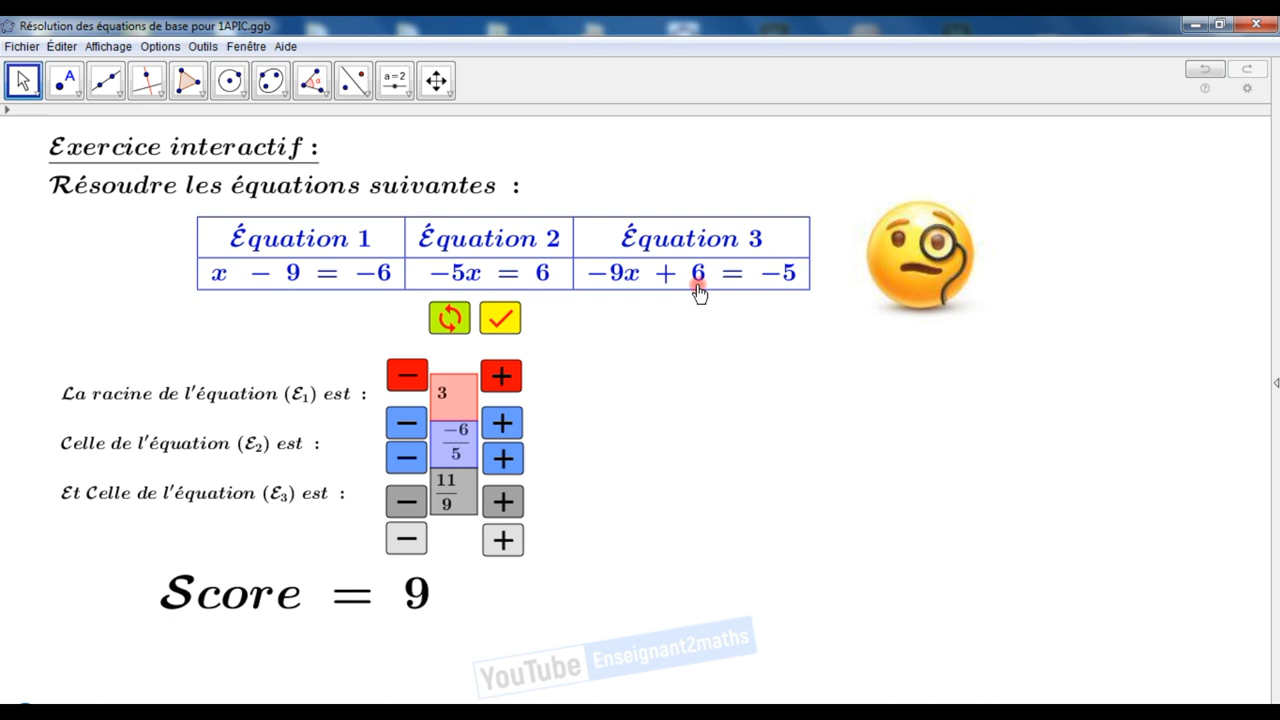 Résolution des équations de base pour 1APIC.ggb
Fichier Éditer Affichage Options Outils Fenêtre Aide
A
α
a=2
Exercice interactif :
Résoudre les équations suivantes :
Équation 1 Équation 2 Équation 3
x - 9 = -6 -5x = 6 -9x + 6 = -5
- +
La racine de l'équation (E₁) est : 3
- +
Celle de l'équation (E₂) est : -6/5
- +
- +
Et Celle de l'équation (E₃) est : 11/9
- +
Score = 9
YouTube Enseignant2maths